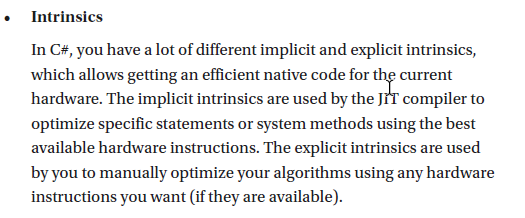 • Intrinsics
In C#, you have a lot of different implicit and explicit intrinsics,
which allows getting an efficient native code for the current
hardware. The implicit intrinsics are used by the JIT compiler to
optimize specific statements or system methods using the best
available hardware instructions. The explicit intrinsics are used
by you to manually optimize your algorithms using any hardware
instructions you want (if they are available).